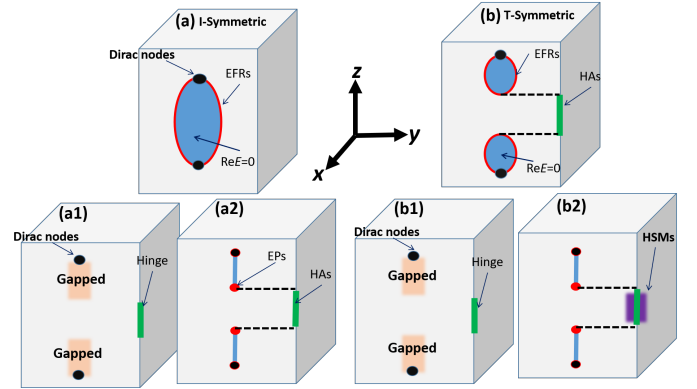 (a) I-Symmetric
Dirac nodes
EFRs
ReE=0
z
y
x
(b) T-Symmetric
EFRs
HAs
ReE=0
(a1)
Dirac nodes
Gapped
Hinge
Gapped
(a2)
EPs
HAs
(b1)
Dirac nodes
Gapped
Hinge
Gapped
(b2)
HSMs